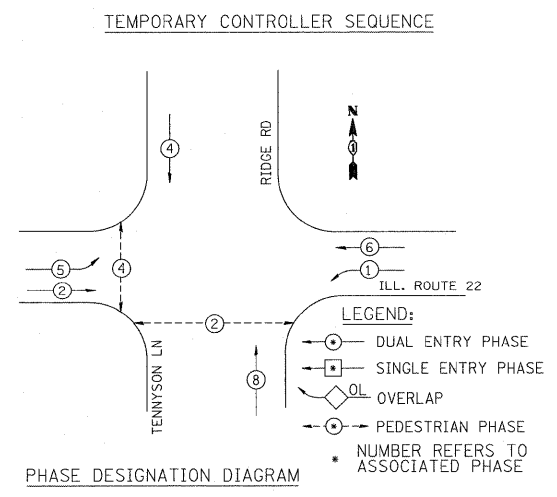 TEMPORARY CONTROLLER SEQUENCE
N
1
4
RIDGE RD
6
5
4
1
2
ILL. ROUTE 22
LEGEND:
2
* DUAL ENTRY PHASE
* SINGLE ENTRY PHASE
OL OVERLAP
* PEDESTRIAN PHASE
* NUMBER REFERS TO
ASSOCIATED PHASE
8
TENNYSON LN
PHASE DESIGNATION DIAGRAM